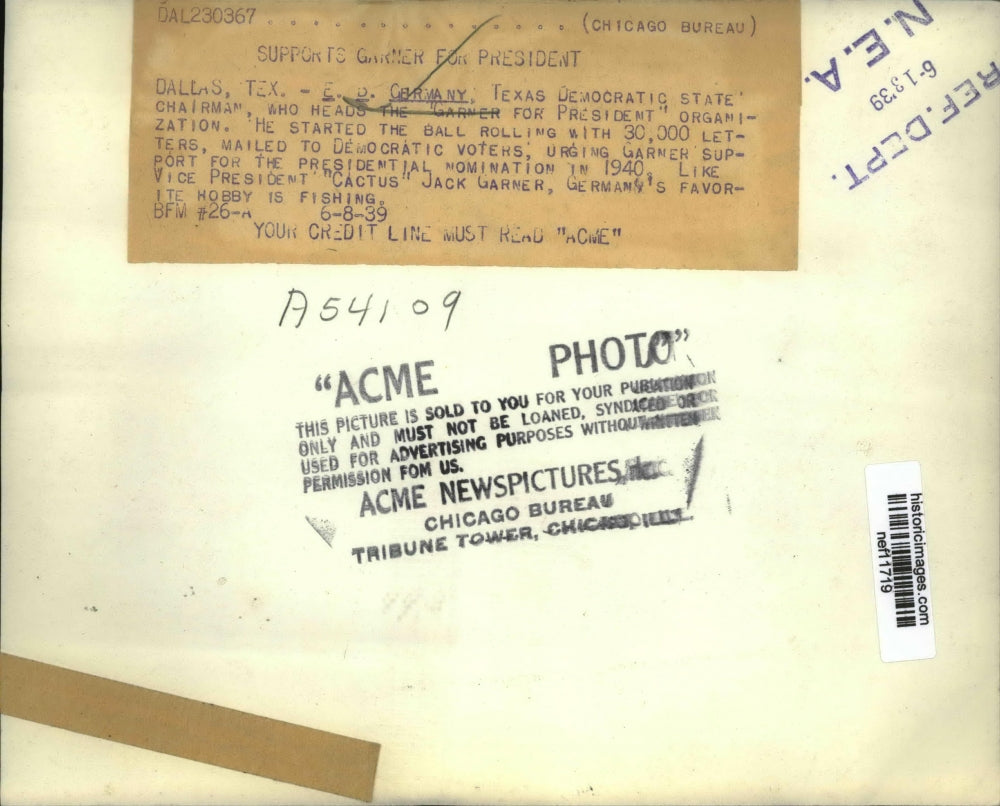 DAL230367 . . . . . . . . . . . . . (CHICAGO BUREAU)
SUPPORTS GARNER FOR PRESIDENT
DALLAS, TEX. - E. B. GERMANY, TEXAS DEMOCRATIC STATE
CHAIRMAN, WHO HEADS THE "GARNER FOR PRESIDENT" ORGANI-
ZATION. HE STARTED THE BALL ROLLING WITH 30,000 LET-
TERS, MAILED TO DEMOCRATIC VOTERS, URGING GARNER SUP-
PORT FOR THE PRESIDENTIAL NOMINATION IN 1940. LIKE
VICE PRESIDENT "CACTUS" JACK GARNER, GERMANY'S FAVOR-
ITE HOBBY IS FISHING.
BFM #26-A 6-8-39
YOUR CREDIT LINE MUST READ "ACME"
N.E.A.
6-13-39
REF. DEPT.
A54109
"ACME PHOTO"
THIS PICTURE IS SOLD TO YOU FOR YOUR PUBLICATION
ONLY AND MUST NOT BE LOANED, SYNDICATED OR
USED FOR ADVERTISING PURPOSES WITHOUT WRITTEN
PERMISSION FOM US.
ACME NEWSPICTURES, Inc.
CHICAGO BUREAU
TRIBUNE TOWER, CHICAGO, ILL.
historicimages.com
nef11719